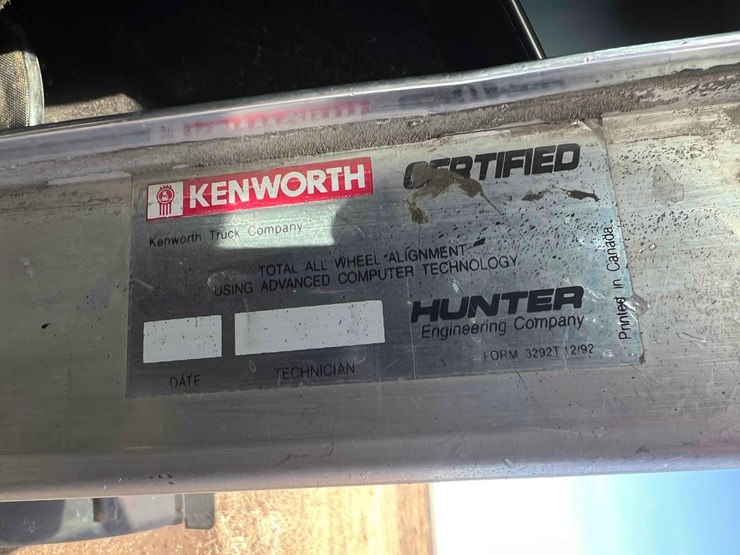 KENWORTH
CERTIFIED
Kenworth Truck Company
TOTAL ALL WHEEL ALIGNMENT
USING ADVANCED COMPUTER TECHNOLOGY
HUNTER
Engineering Company
DATE
TECHNICIAN
FORM 3292T 12/92
Printed in Canada